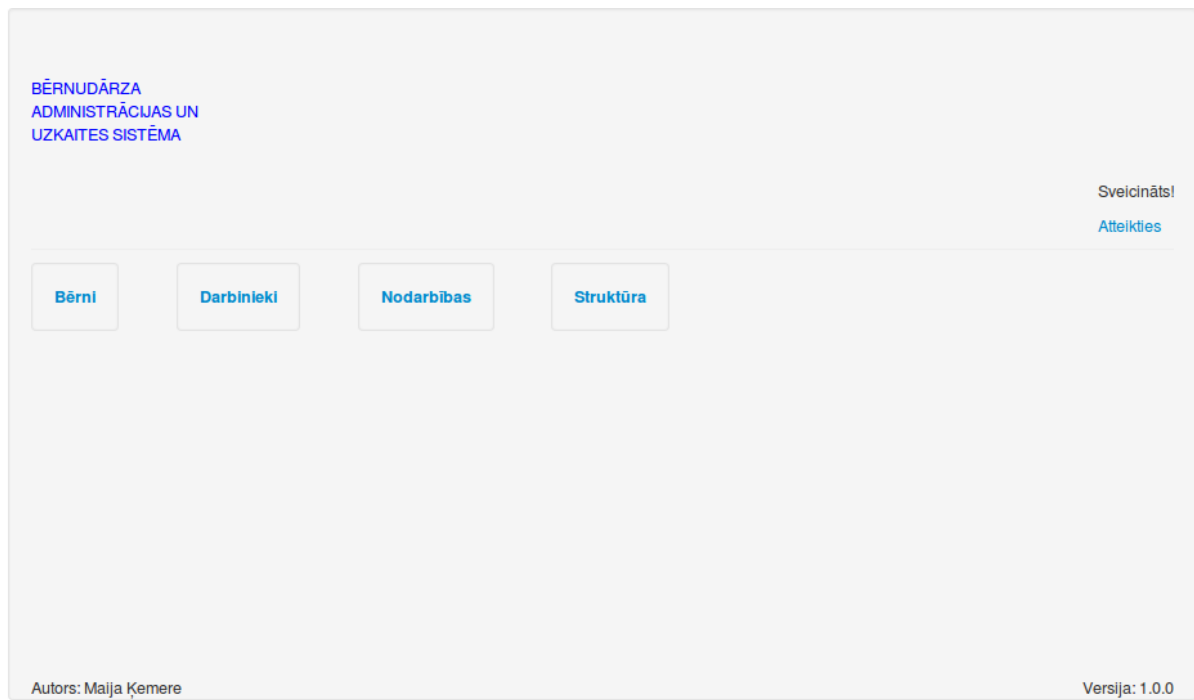 BĒRNUDĀRZA
ADMINISTRĀCIJAS UN
UZKAITES SISTĒMA
Sveicināts!
Atteikties
Bērni
Darbinieki
Nodarbības
Struktūra
Autors: Maija Ķemere
Versija: 1.0.0